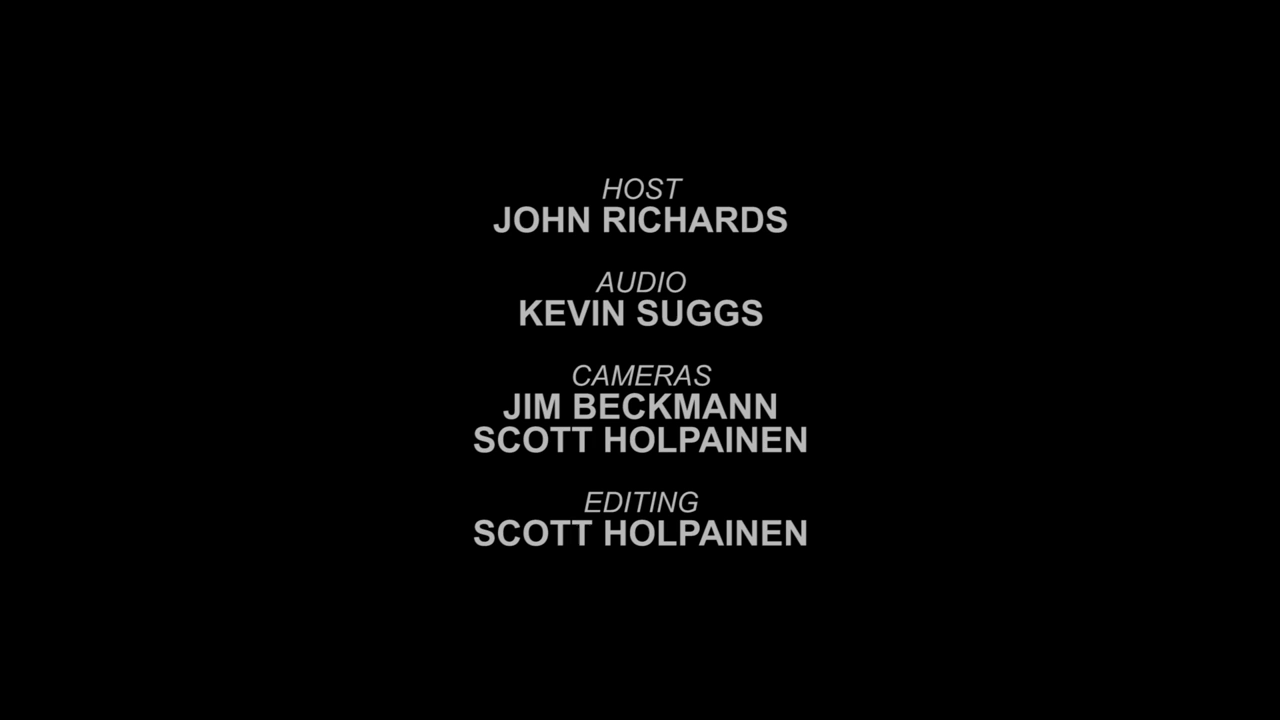 HOST
JOHN RICHARDS
AUDIO
KEVIN SUGGS
CAMERAS
JIM BECKMANN
SCOTT HOLPAINEN
EDITING
SCOTT HOLPAINEN